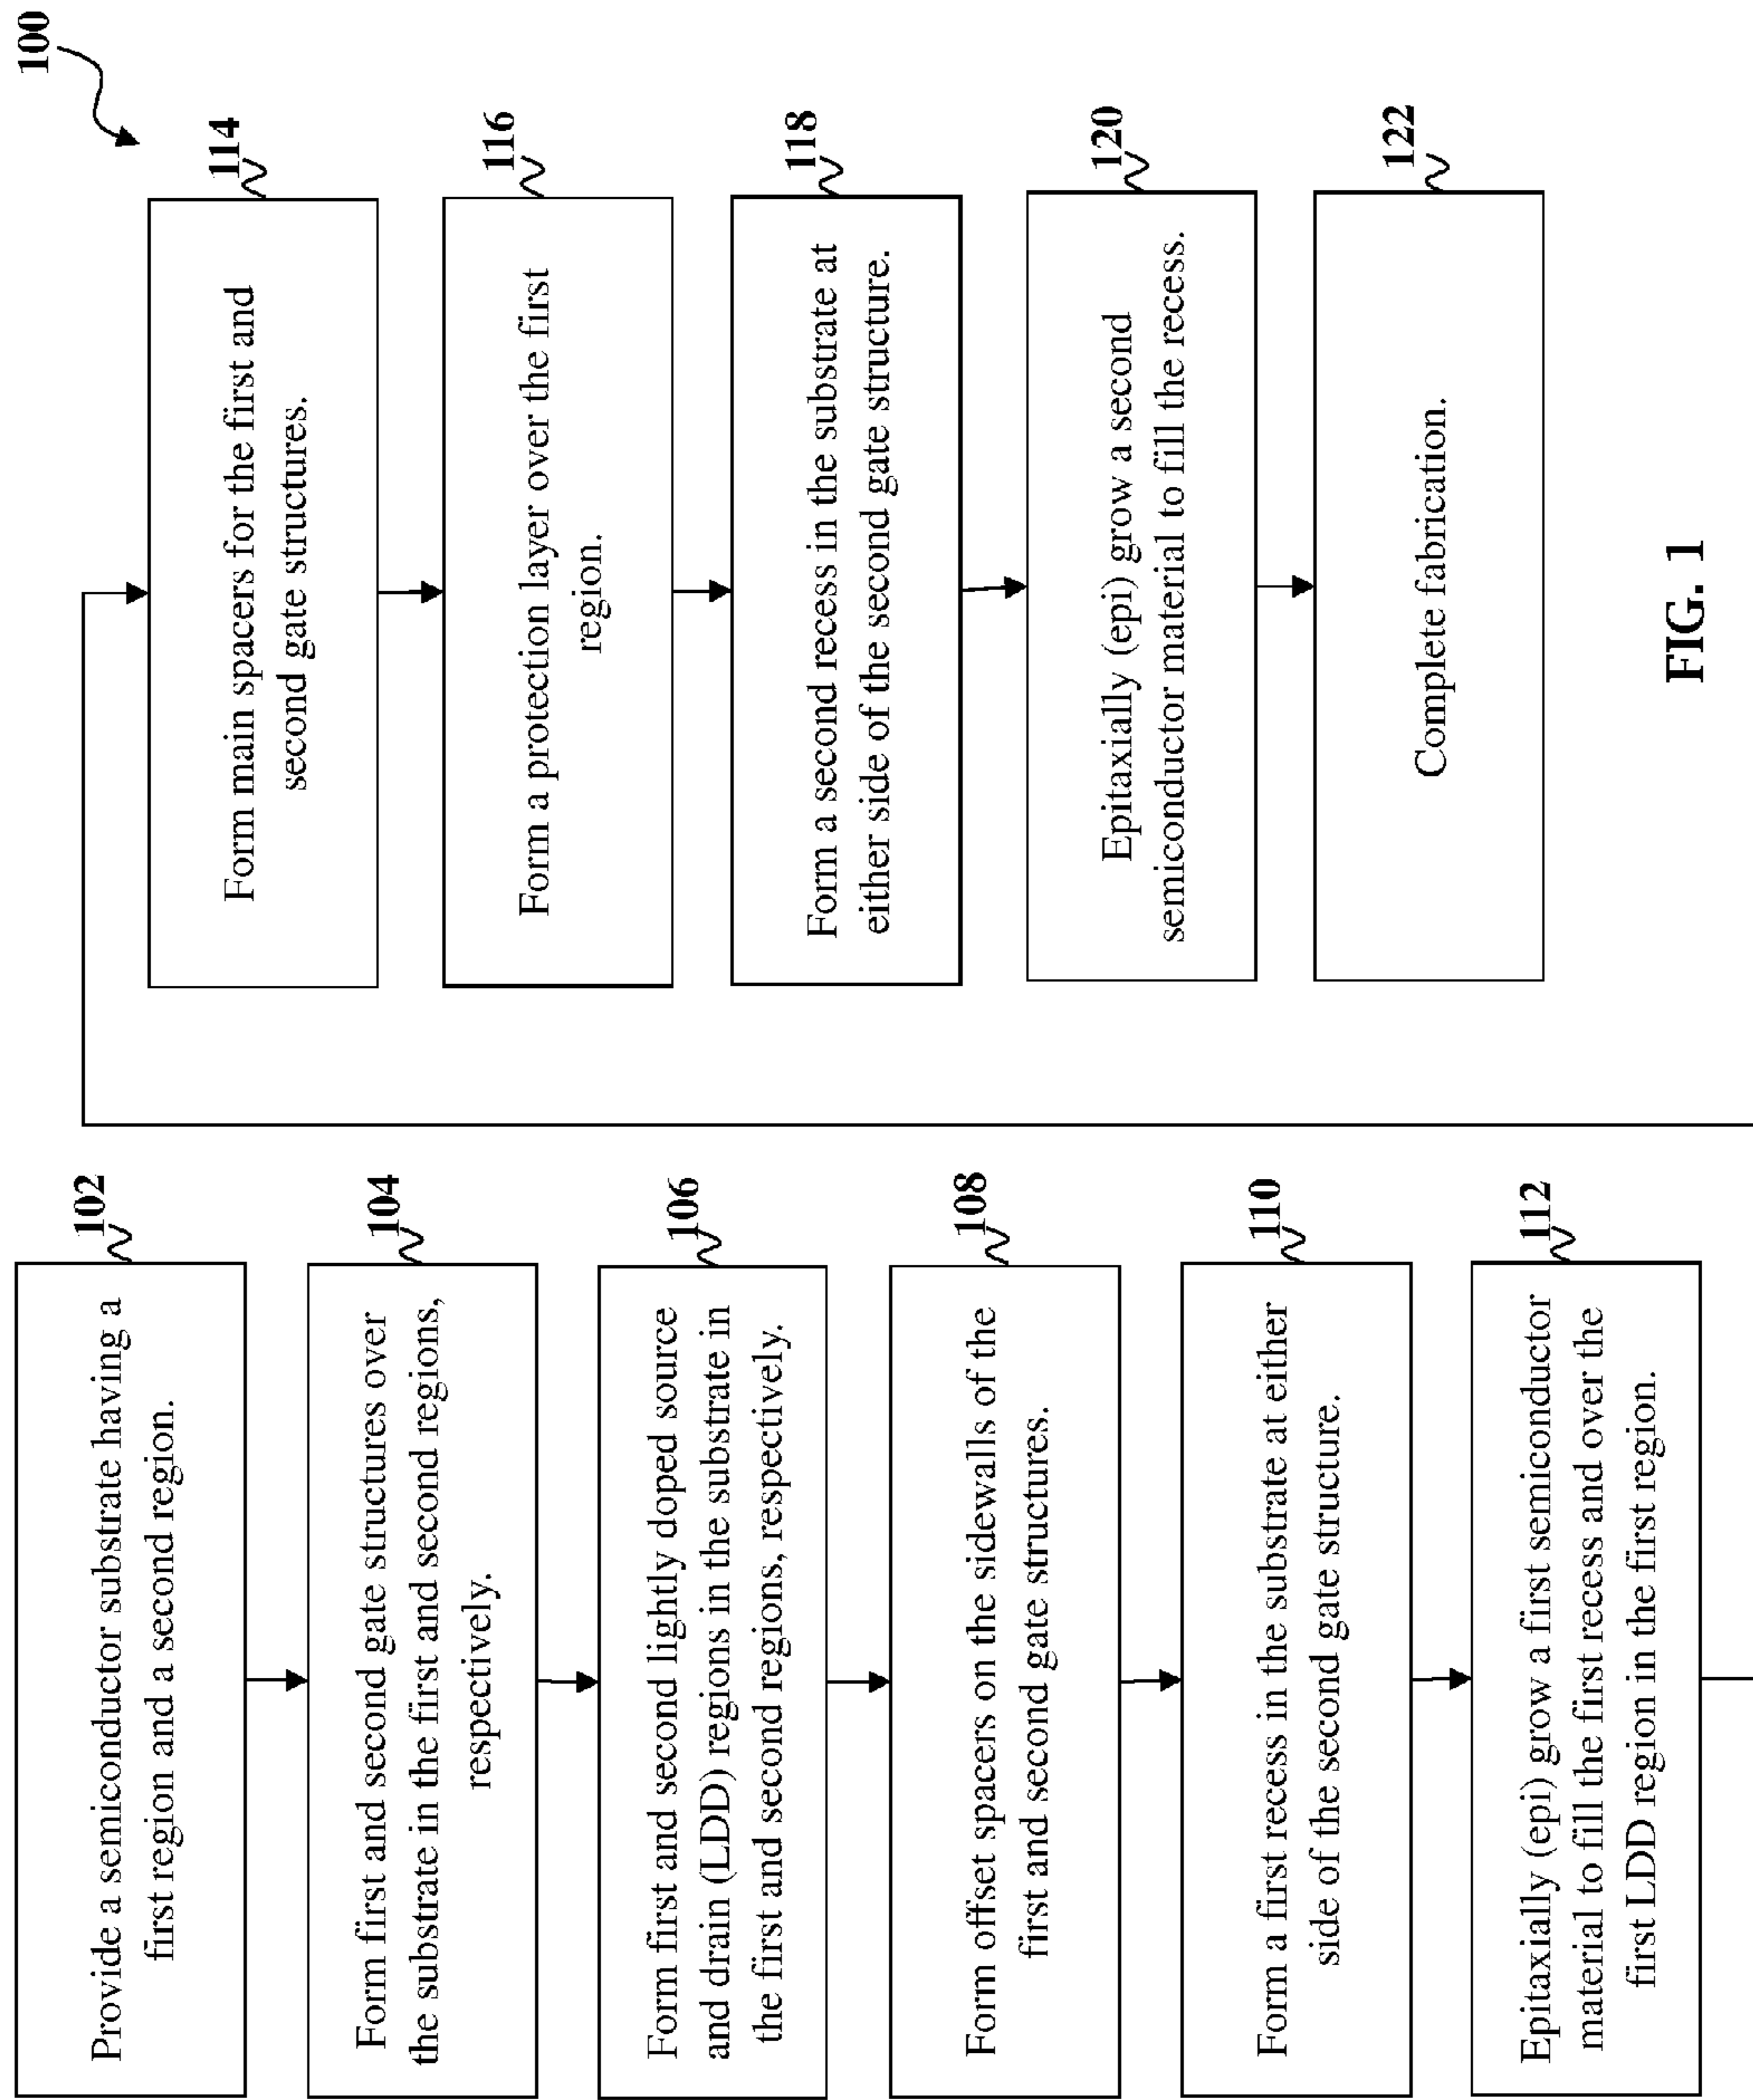 100
102
Provide a semiconductor substrate having a
first region and a second region.
104
Form first and second gate structures over
the substrate in the first and second regions,
respectively.
106
Form first and second lightly doped source
and drain (LDD) regions in the substrate in
the first and second regions, respectively.
108
Form offset spacers on the sidewalls of the
first and second gate structures.
110
Form a first recess in the substrate at either
side of the second gate structure.
112
Epitaxially (epi) grow a first semiconductor
material to fill the first recess and over the
first LDD region in the first region.
114
Form main spacers for the first and
second gate structures.
116
Form a protection layer over the first
region.
118
Form a second recess in the substrate at
either side of the second gate structure.
120
Epitaxially (epi) grow a second
semiconductor material to fill the recess.
122
Complete fabrication.
FIG. 1